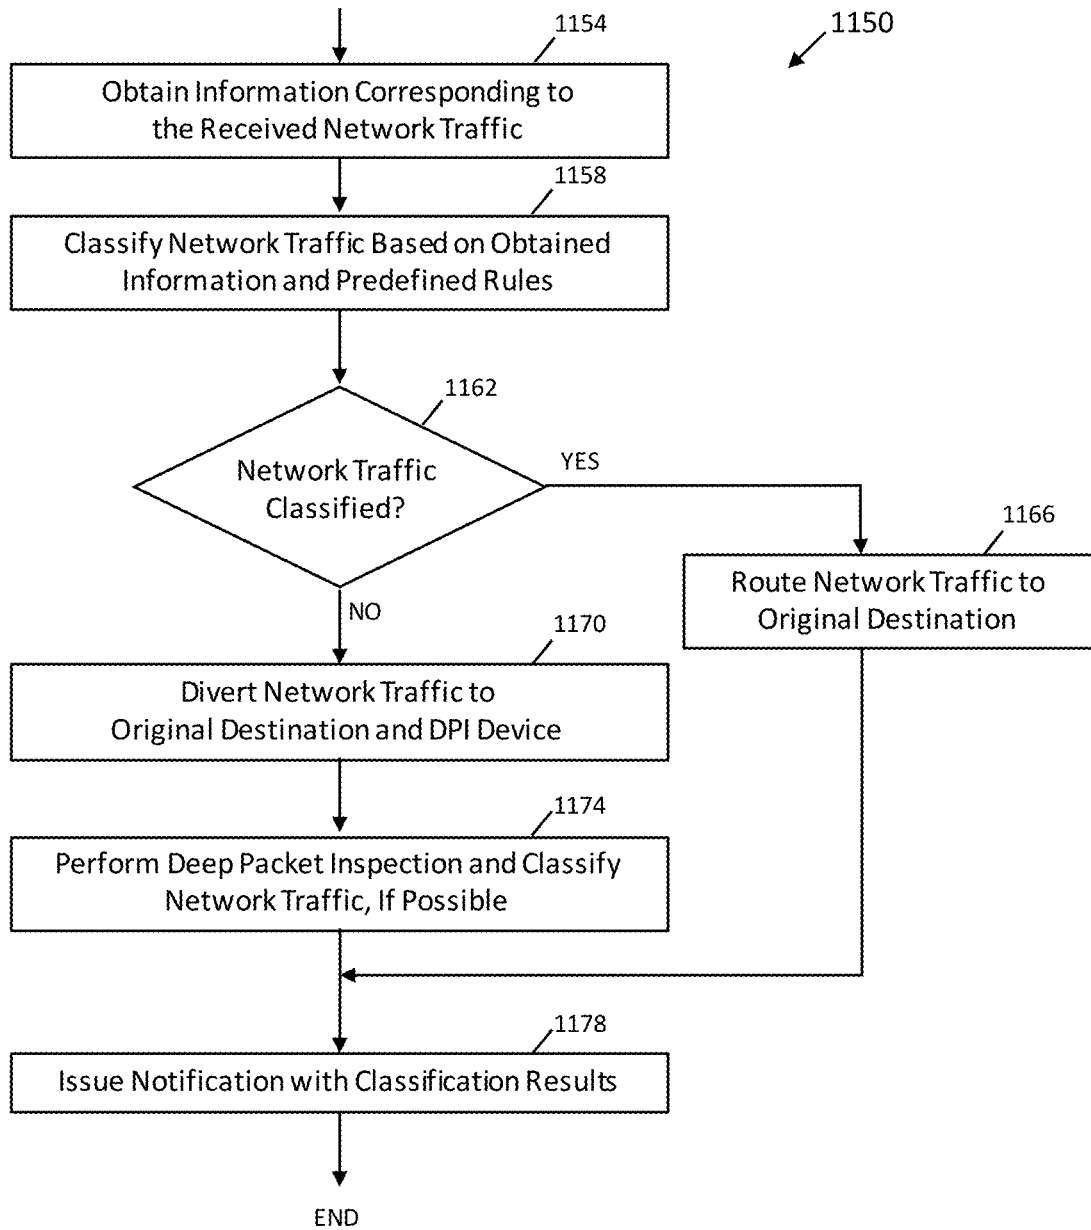 1150
1154
Obtain Information Corresponding to
the Received Network Traffic
1158
Classify Network Traffic Based on Obtained
Information and Predefined Rules
1162
Network Traffic
Classified?
YES
1166
Route Network Traffic to
Original Destination
NO
1170
Divert Network Traffic to
Original Destination and DPI Device
1174
Perform Deep Packet Inspection and Classify
Network Traffic, If Possible
1178
Issue Notification with Classification Results
END